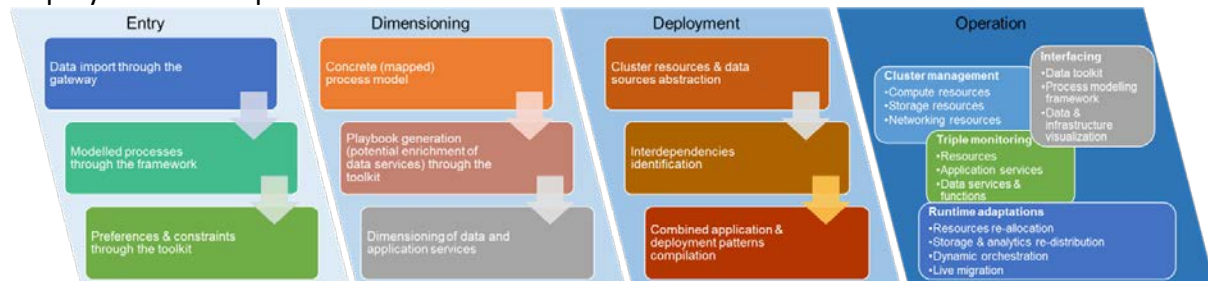 Entry
Data import through the
gateway
Modelled processes
through the framework
Preferences & constraints
through the toolkit
Dimensioning
Concrete (mapped)
process model
Playbook generation
(potential enrichment of
data services) through the
toolkit
Dimensioning of data and
application services
Deployment
Cluster resources & data
sources abstraction
Interdependencies
identification
Combined application &
deployment patterns
compilation
Operation
Interfacing
•Data toolkit
•Process modelling
framework
•Data &
infrastructure
visualization
Cluster management
•Compute resources
•Storage resources
•Networking resources
Triple monitoring
•Resources
•Application services
•Data services &
functions
Runtime adaptations
•Resources re-allocation
•Storage & analytics re-distribution
•Dynamic orchestration
•Live migration